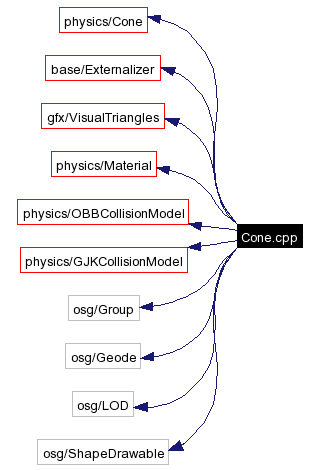 physics/Cone
base/Externalizer
gfx/VisualTriangles
physics/Material
physics/OBBCollisionModel
Cone.cpp
physics/GJKCollisionModel
osg/Group
osg/Geode
osg/LOD
osg/ShapeDrawable